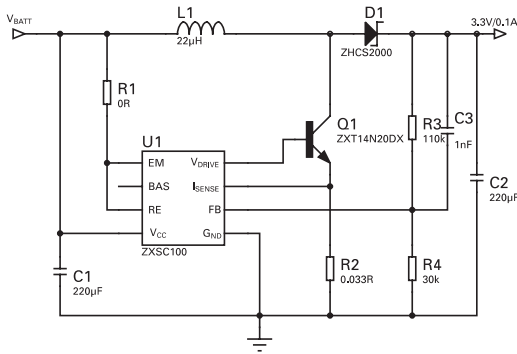 VBATT
L1
22µH
D1
ZHCS2000
3.3V/0.1A
R1
0R
U1
EM
BAS
RE
VCC
VDRIVE
ISENSE
FB
GND
ZXSC100
Q1
ZXT14N20DX
R3
110k
C3
1nF
C2
220µF
C1
220µF
R2
0.033R
R4
30k